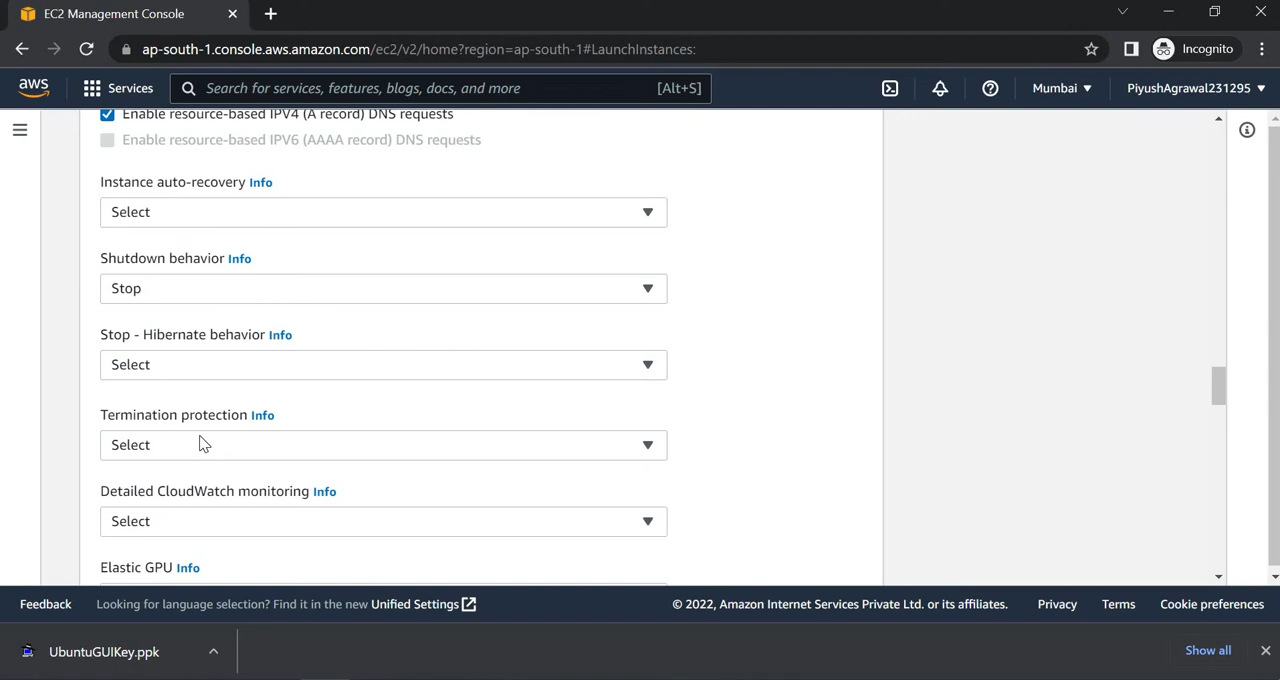 EC2 Management Console
ap-south-1.console.aws.amazon.com/ec2/v2/home?region=ap-south-1#LaunchInstances:
Incognito
aws
Services
Search for services, features, blogs, docs, and more
[Alt+S]
Mumbai
PiyushAgrawal231295
Enable resource-based IPV4 (A record) DNS requests
Enable resource-based IPV6 (AAAA record) DNS requests
Instance auto-recovery Info
Select
Shutdown behavior Info
Stop
Stop - Hibernate behavior Info
Select
Termination protection Info
Select
Detailed CloudWatch monitoring Info
Select
Elastic GPU Info
Feedback
Looking for language selection? Find it in the new Unified Settings
© 2022, Amazon Internet Services Private Ltd. or its affiliates.
Privacy
Terms
Cookie preferences
UbuntuGUIKey.ppk
Show all